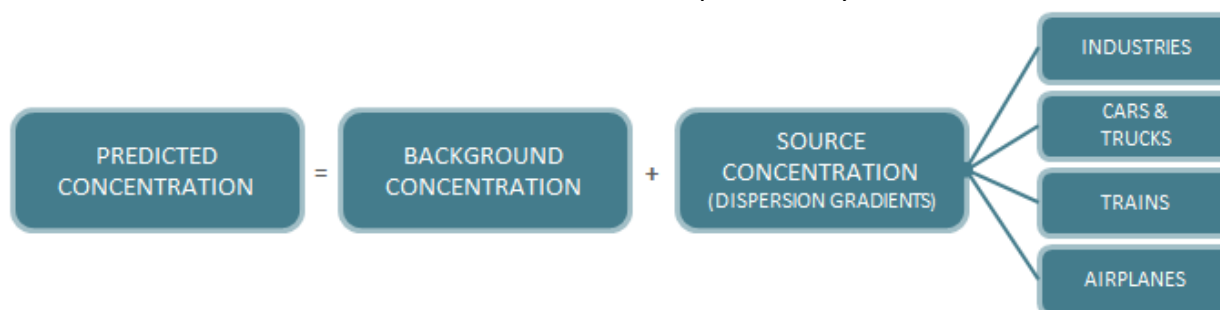 PREDICTED
CONCENTRATION
=
BACKGROUND
CONCENTRATION
+
SOURCE
CONCENTRATION
(DISPERSION GRADIENTS)
INDUSTRIES
CARS &
TRUCKS
TRAINS
AIRPLANES